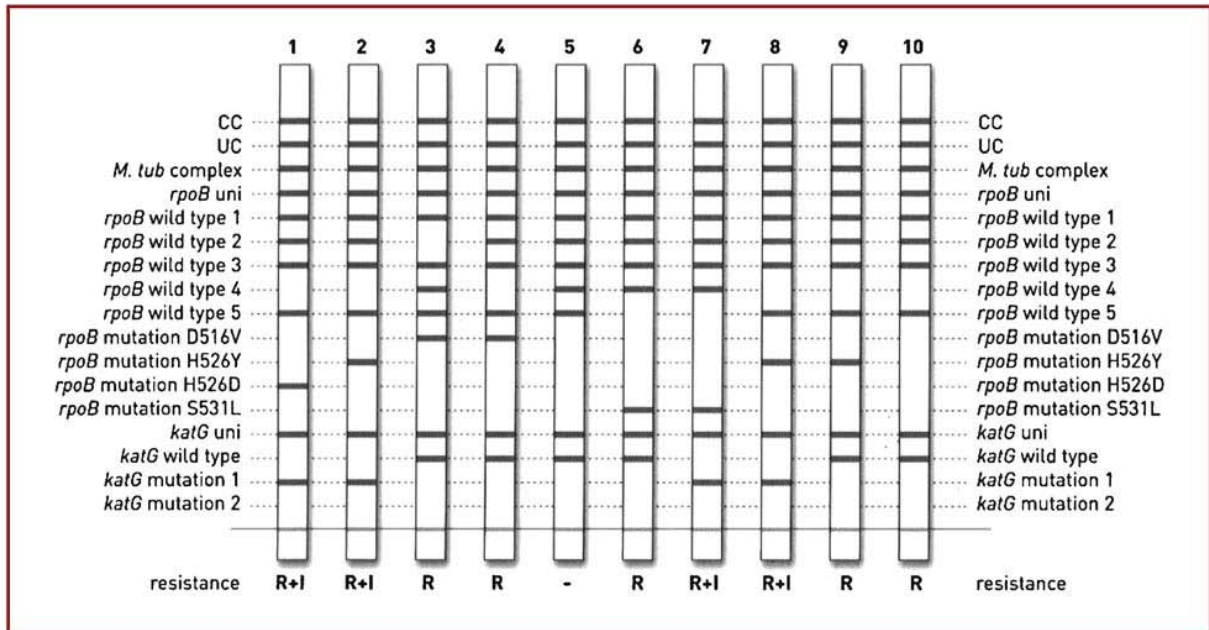 1 2 3 4 5 6 7 8 9 10
CC CC
UC UC
M. tub complex M. tub complex
rpoB uni rpoB uni
rpoB wild type 1 rpoB wild type 1
rpoB wild type 2 rpoB wild type 2
rpoB wild type 3 rpoB wild type 3
rpoB wild type 4 rpoB wild type 4
rpoB wild type 5 rpoB wild type 5
rpoB mutation D516V rpoB mutation D516V
rpoB mutation H526Y rpoB mutation H526Y
rpoB mutation H526D rpoB mutation H526D
rpoB mutation S531L rpoB mutation S531L
katG uni katG uni
katG wild type katG wild type
katG mutation 1 katG mutation 1
katG mutation 2 katG mutation 2
resistance R+I R+I R R - R R+I R+I R R resistance